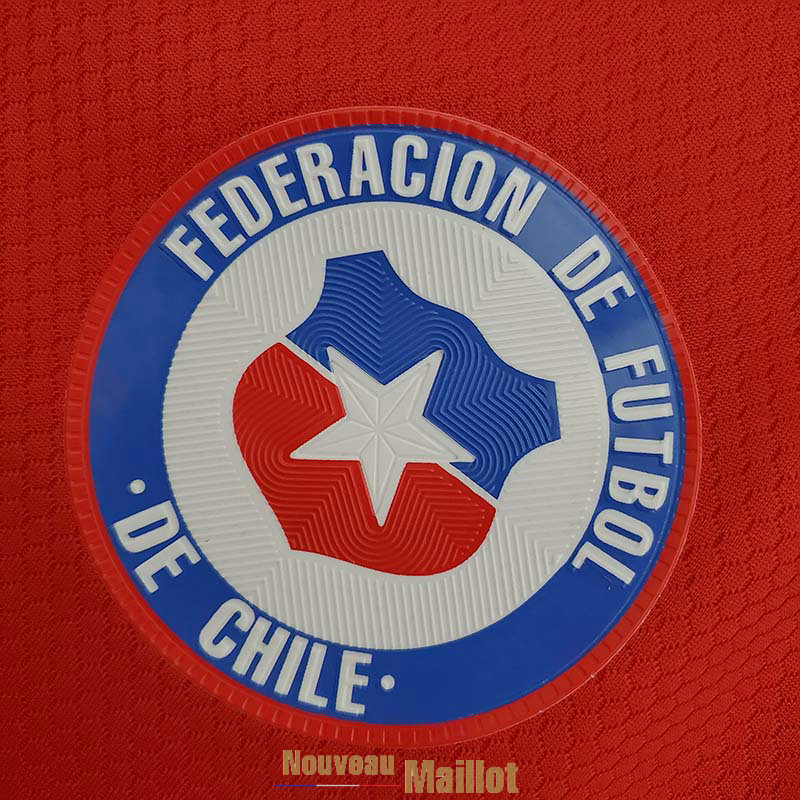 FEDERACION DE FUTBOL
· DE CHILE ·
Nouveau Maillot